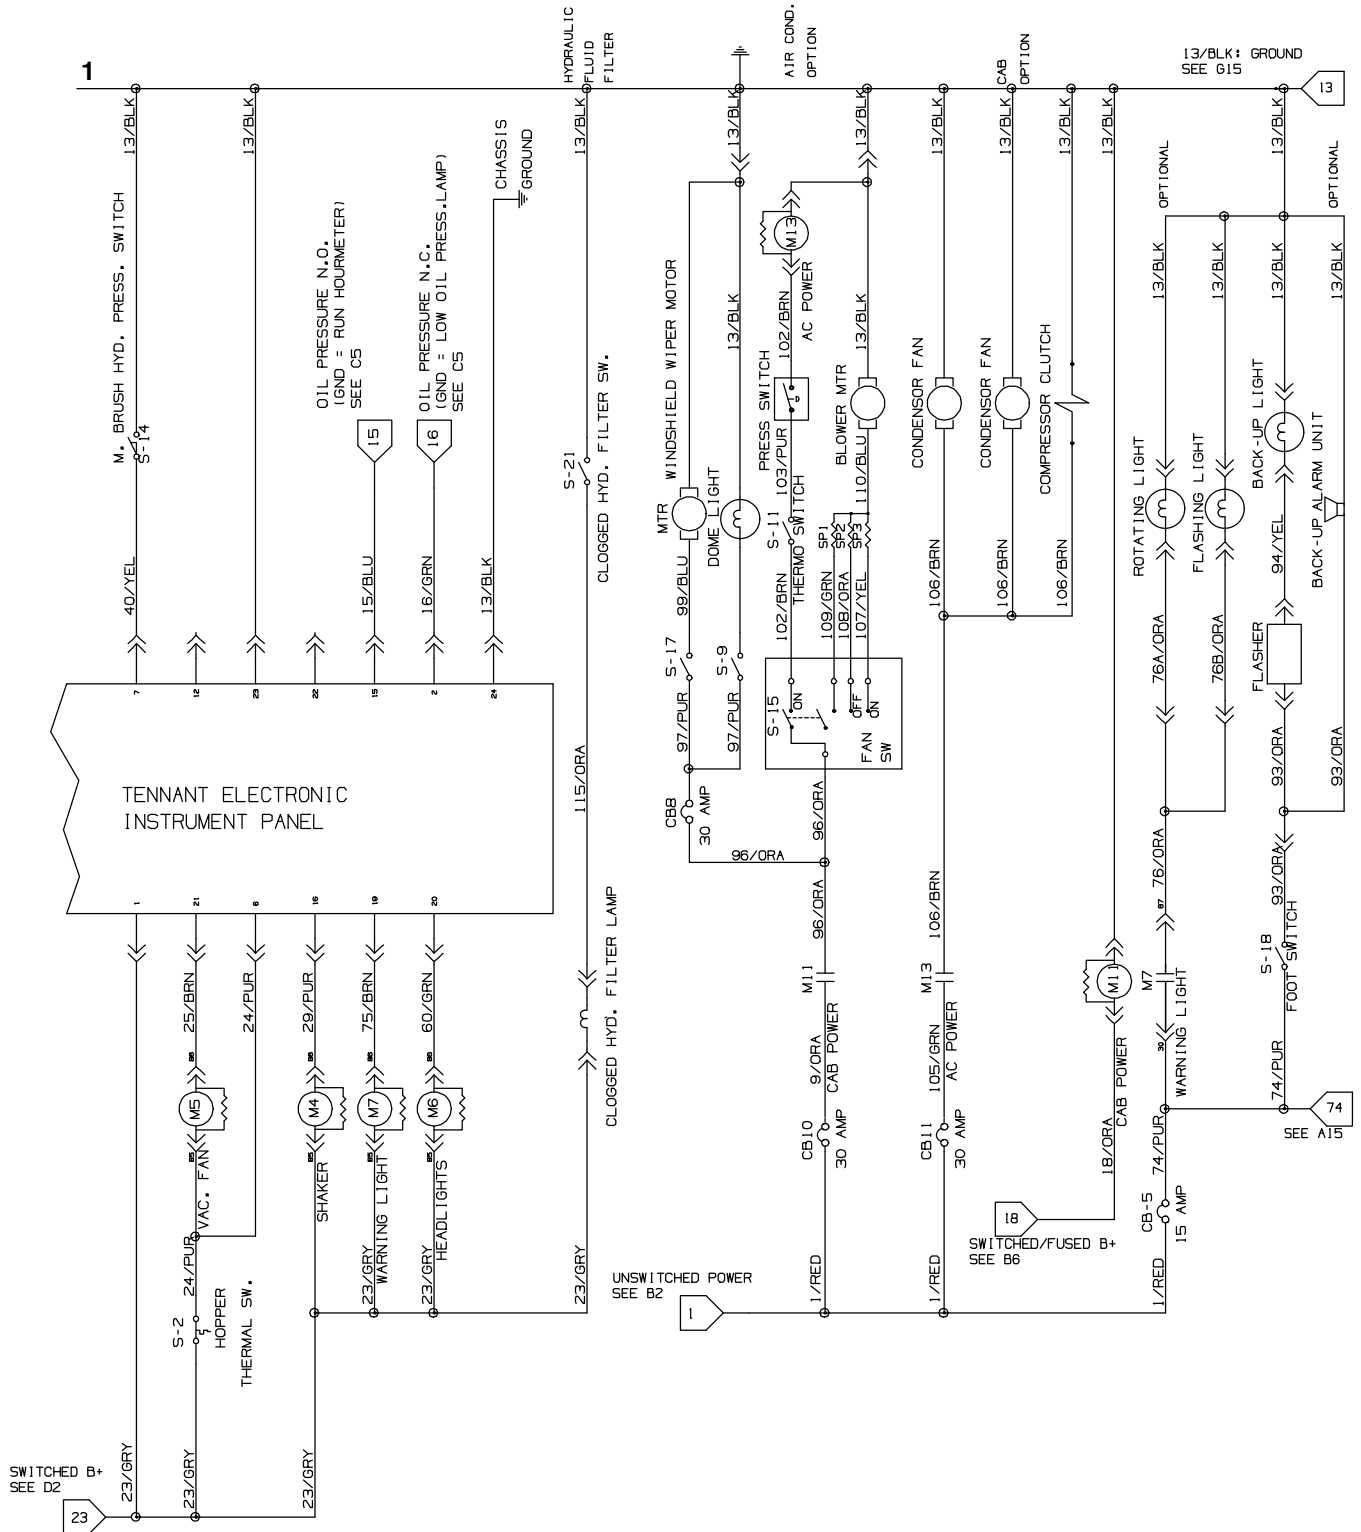 1
HYDRAULIC
FLUID
FILTER
AIR COND.
OPTION
CAB
OPTION
13/BLK: GROUND
SEE G15
13
13/BLK
13/BLK
13/BLK
13/BLK
13/BLK
13/BLK
13/BLK
13/BLK
13/BLK
13/BLK
M. BRUSH HYD. PRESS. SWITCH
S-14
40/YEL
OIL PRESSURE N.O.
(GND = RUN HOURMETER)
SEE C5
15
15/BLU
OIL PRESSURE N.C.
(GND = LOW OIL PRESS.LAMP)
SEE C5
16
16/GRN
CHASSIS
GROUND
13/BLK
S-21
CLOGGED HYD. FILTER SW.
115/ORA
WINDSHIELD WIPER MOTOR
MTR
99/BLU
S-17
97/PUR
13/BLK
DOME LIGHT
S-9
97/PUR
CB8
30 AMP
96/ORA
M13
AC POWER
102/BRN
PRESS SWITCH
103/PUR
S-11
THERMO SWITCH
102/BRN
13/BLK
BLOWER MTR
110/BLU
SP1
SP2
SP3
109/GRN
108/ORA
107/YEL
S-15
ON
OFF
ON
FAN
SW
96/ORA
96/ORA
M11
9/ORA
CAB POWER
CB10
30 AMP
1/RED
CONDENSOR FAN
106/BRN
CONDENSOR FAN
106/BRN
COMPRESSOR CLUTCH
106/BRN
106/BRN
M13
105/GRN
AC POWER
CB11
30 AMP
1/RED
M11
CAB POWER
18/ORA
18
SWITCHED/FUSED B+
SEE B6
OPTIONAL
13/BLK
13/BLK
13/BLK
13/BLK
OPTIONAL
ROTATING LIGHT
76A/ORA
FLASHING LIGHT
76B/ORA
76/ORA
87
M7
WARNING LIGHT
30
74/PUR
CB-5
15 AMP
1/RED
BACK-UP LIGHT
94/YEL
FLASHER
93/ORA
BACK-UP ALARM UNIT
93/ORA
93/ORA
S-18
FOOT SWITCH
74/PUR
74
SEE A15
UNSWITCHED POWER
SEE B2
1
7
12
23
22
15
2
24
TENNANT ELECTRONIC
INSTRUMENT PANEL
1
21
6
16
19
20
25/BRN
24/PUR
29/PUR
75/BRN
60/GRN
86
86
86
86
M5
M4
M7
M6
85
85
85
85
VAC. FAN
SHAKER
WARNING LIGHT
HEADLIGHTS
24/PUR
23/GRY
23/GRY
23/GRY
CLOGGED HYD. FILTER LAMP
S-2
HOPPER
THERMAL SW.
23/GRY
23/GRY
23/GRY
SWITCHED B+
SEE D2
23